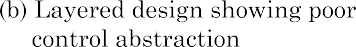 (b) Layered design showing poor
control abstraction